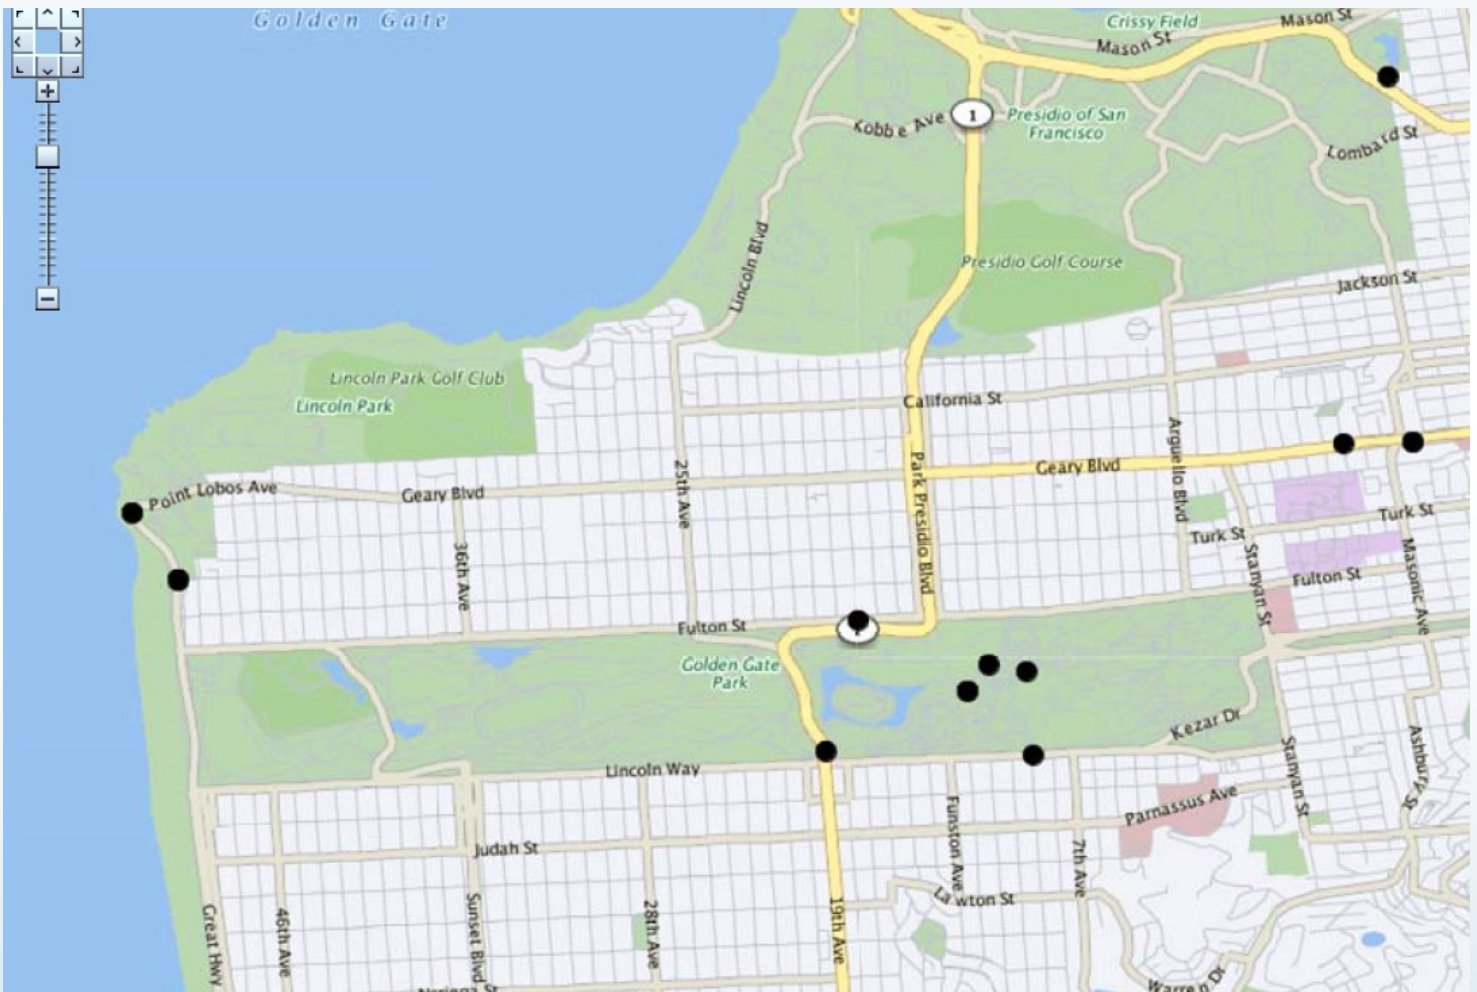 Golden Gate
Crissy Field
Mason St
Mason St
Kobbe Ave
1
Presidio of San
Francisco
Lombard St
Lincoln Blvd
Presidio Golf Course
Jackson St
Lincoln Park Golf Club
Lincoln Park
California St
Arguello Blvd
Point Lobos Ave
Geary Blvd
25th Ave
Park Presidio Blvd
Geary Blvd
Turk St
Turk St
36th Ave
Stanyan St
Masonic Ave
Fulton St
Fulton St
Golden Gate
Park
Kezar Dr
Lincoln Way
Stanyan St
Ashbury St
Funston Ave
Parnassus Ave
Judah St
7th Ave
Lawton St
Great Hwy
46th Ave
Sunset Blvd
28th Ave
19th Ave
Warren Dr
Noriega St